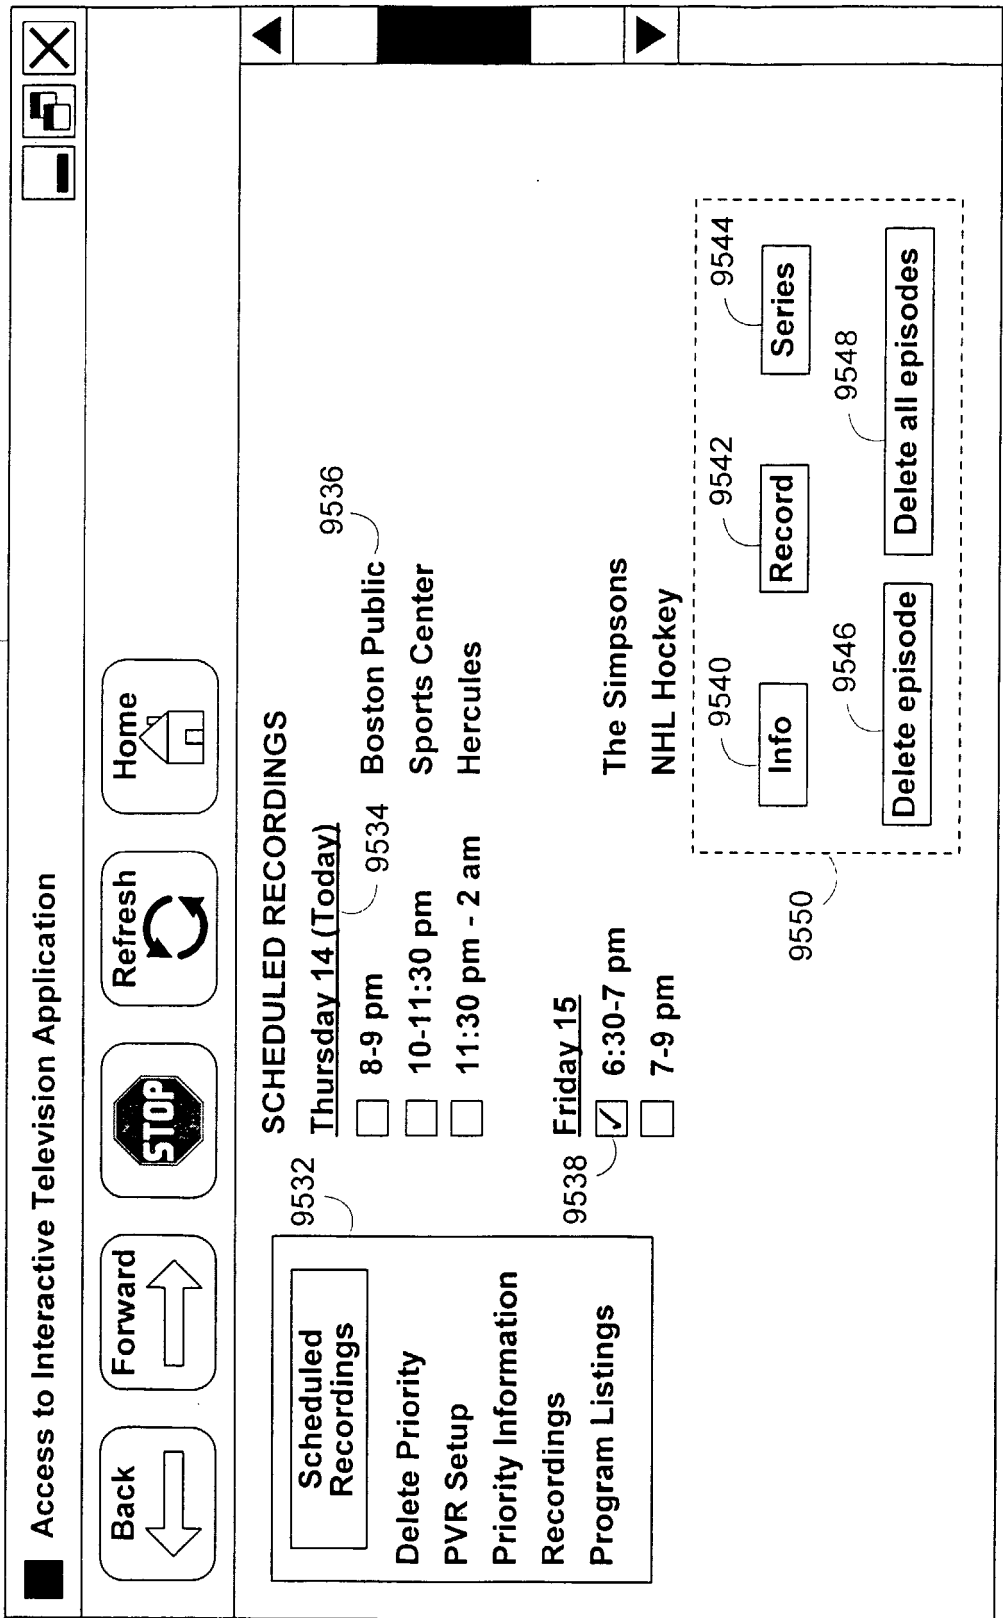 Access to Interactive Television Application
Back
Forward
STOP
Refresh
Home
9532
Scheduled
Recordings
Delete Priority
PVR Setup
Priority Information
Recordings
Program Listings
SCHEDULED RECORDINGS
Thursday 14 (Today)
9534
9536
8-9 pm Boston Public
10-11:30 pm Sports Center
11:30 pm - 2 am Hercules
Friday 15
9538
✓ 6:30-7 pm The Simpsons
7-9 pm NHL Hockey
9540 9542 9544
Info Record Series
9546 9548
Delete episode Delete all episodes
9550